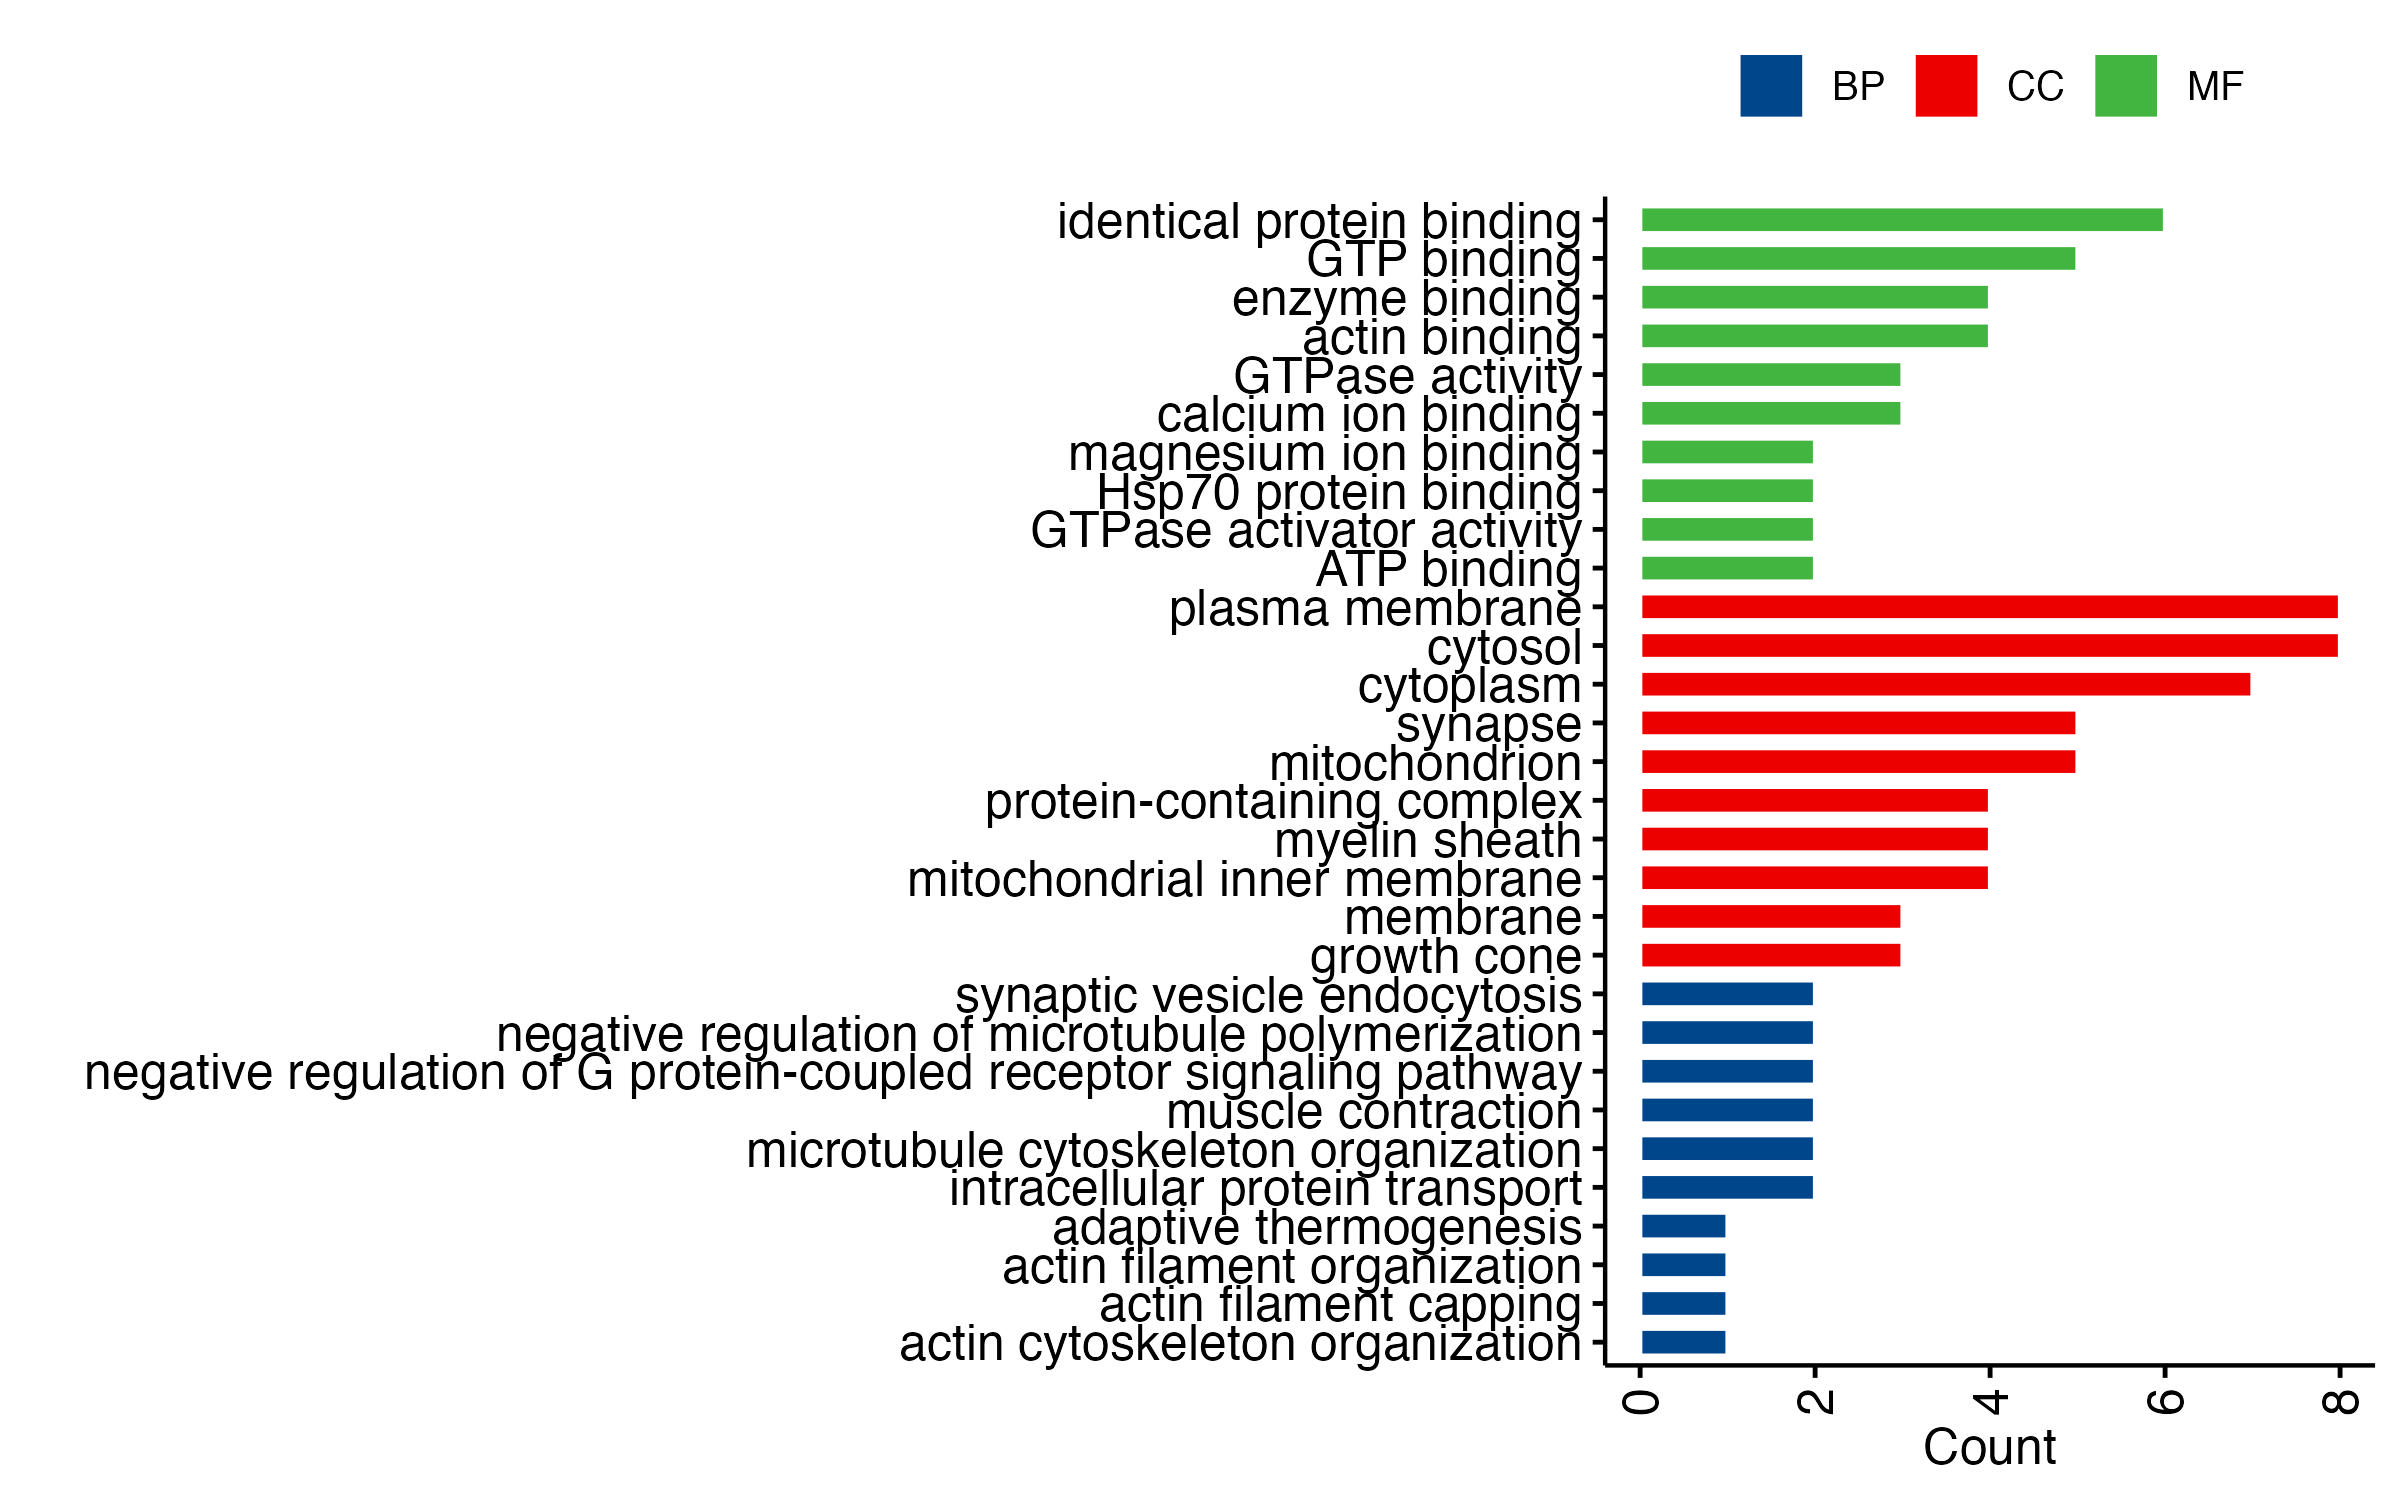 BP CC MF
identical protein binding
GTP binding
enzyme binding
actin binding
GTPase activity
calcium ion binding
magnesium ion binding
Hsp70 protein binding
GTPase activator activity
ATP binding
plasma membrane
cytosol
cytoplasm
synapse
mitochondrion
protein-containing complex
myelin sheath
mitochondrial inner membrane
membrane
growth cone
synaptic vesicle endocytosis
negative regulation of microtubule polymerization
negative regulation of G protein-coupled receptor signaling pathway
muscle contraction
microtubule cytoskeleton organization
intracellular protein transport
adaptive thermogenesis
actin filament organization
actin filament capping
actin cytoskeleton organization
0 2 4 6 8
Count